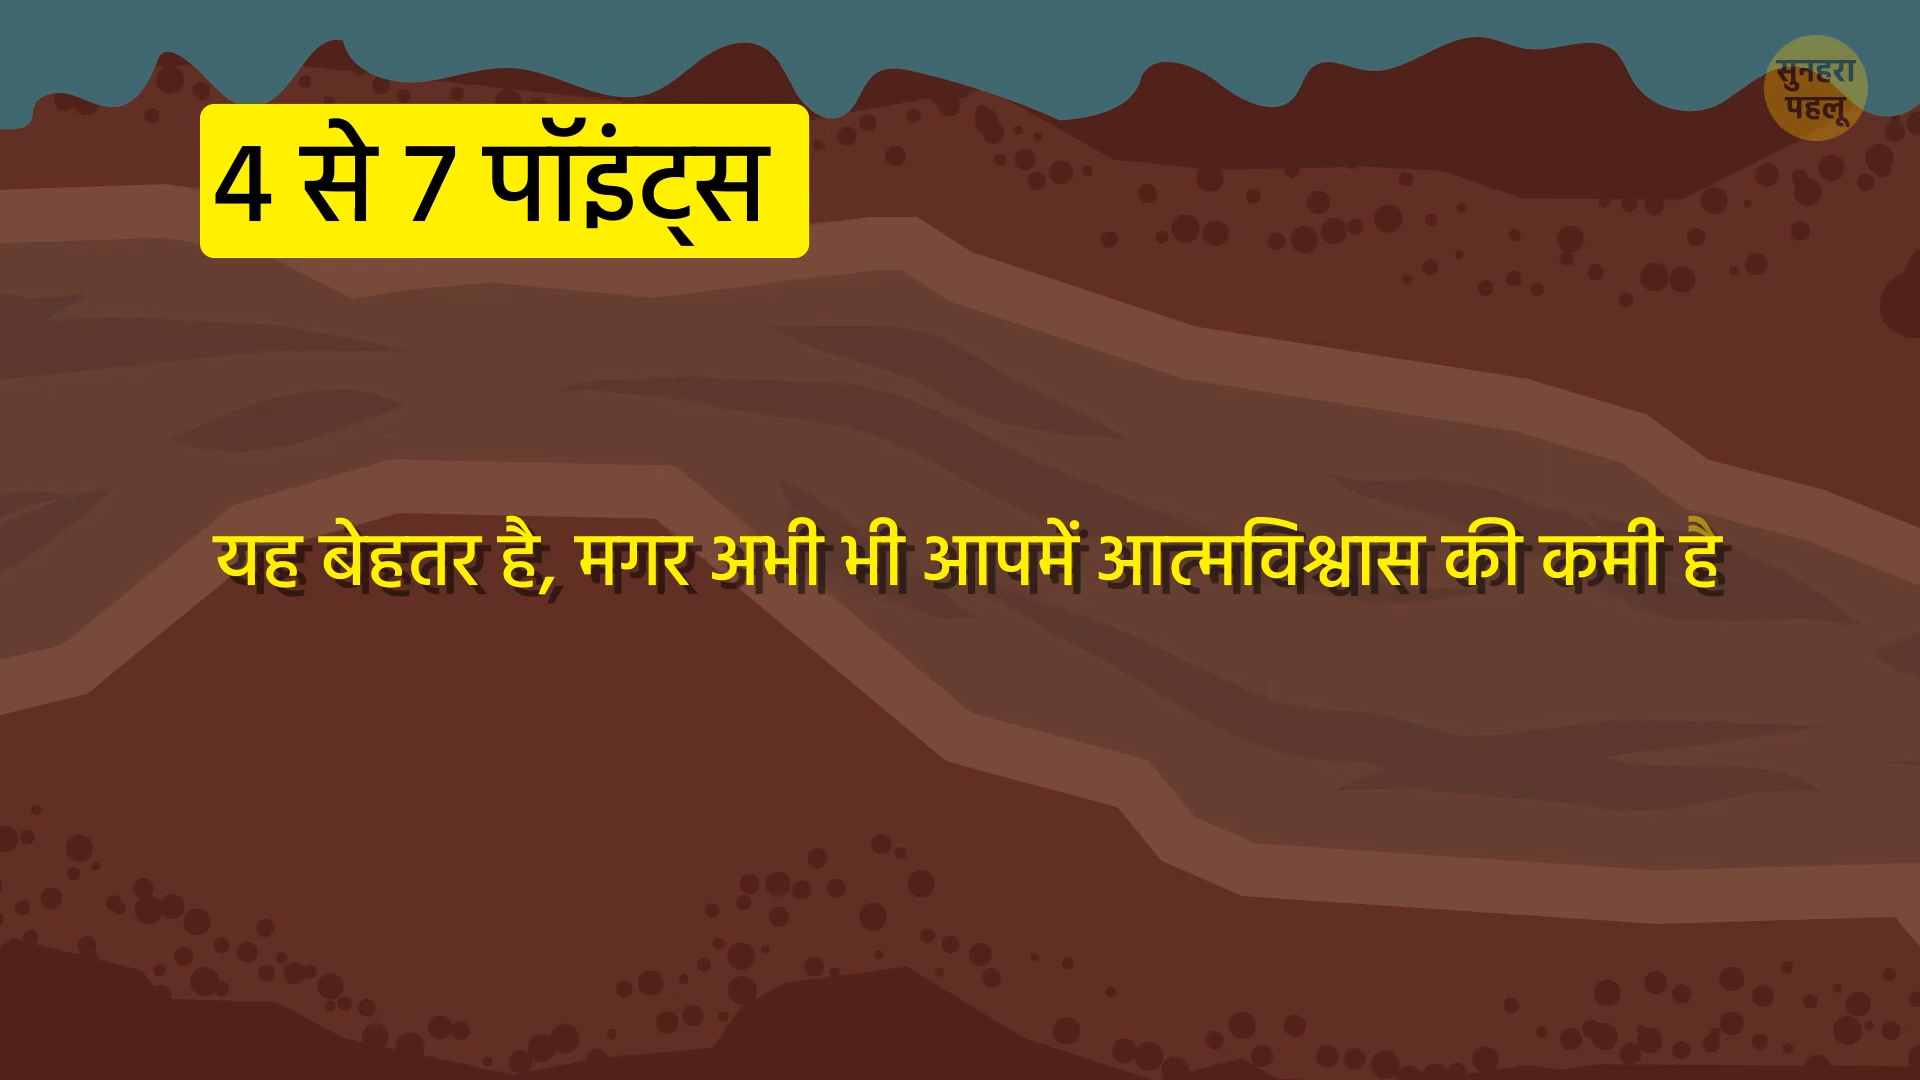 सुनहरा
पहलू
4 से 7 पॉइंट्स
यह बेहतर है, मगर अभी भी आपमें आत्मविश्वास की कमी है